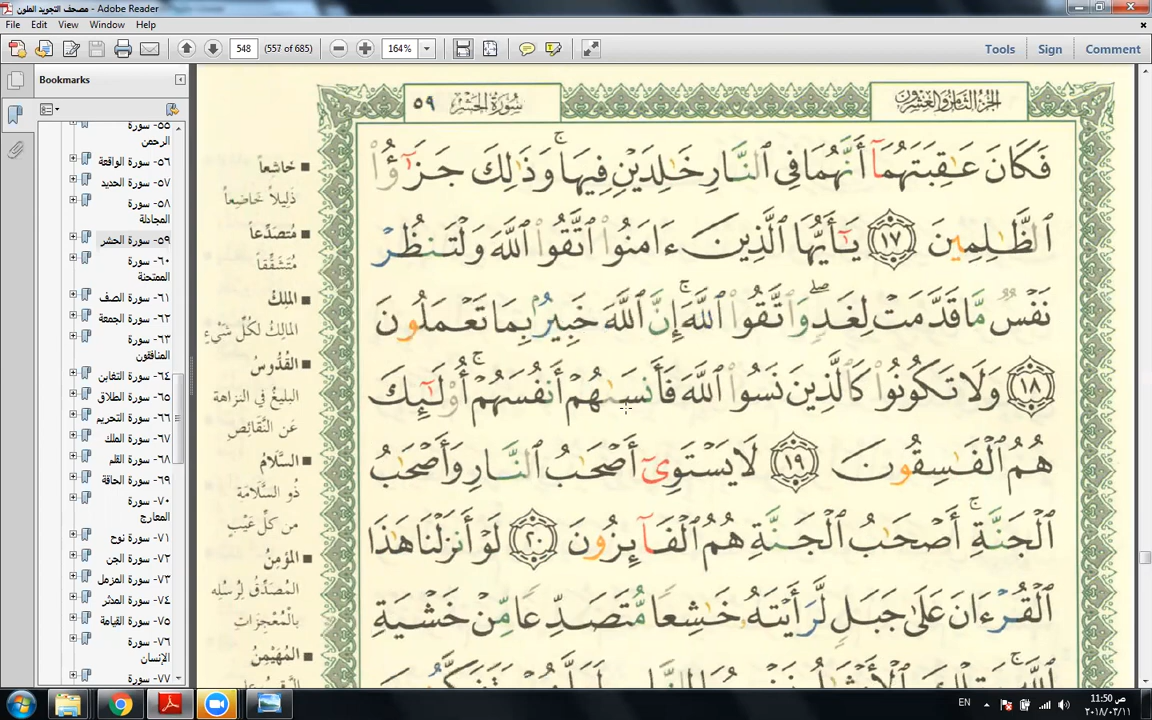 مصحف التجويد الملون - Adobe Reader
File Edit View Window Help
548 (557 of 685) 164% Tools Sign Comment
Bookmarks
٥٥- سورة الرحمن
٥٦- سورة الواقعة
٥٧- سورة الحديد
٥٨- سورة المجادلة
٥٩- سورة الحشر
٦٠- سورة الممتحنة
٦١- سورة الصف
٦٢- سورة الجمعة
٦٣- سورة المنافقون
٦٤- سورة التغابن
٦٥- سورة الطلاق
٦٦- سورة التحريم
٦٧- سورة الملك
٦٨- سورة القلم
٦٩- سورة الحاقة
٧٠- سورة المعارج
٧١- سورة نوح
٧٢- سورة الجن
٧٣- سورة المزمل
٧٤- سورة المدثر
٧٥- سورة القيامة
٧٦- سورة الإنسان
٧٧- سورة
الجزء الثامن والعشرون
سورة الحشر ٥٩
فَكَانَ عَـٰقِبَتَهُمَآ أَنَّهُمَا فِي ٱلنَّارِ خَـٰلِدَيْنِ فِيهَا ۚ وَذَٰلِكَ جَزَـٰٓؤُا۟
ٱلظَّـٰلِمِينَ ﴿١٧﴾ يَـٰٓأَيُّهَا ٱلَّذِينَ ءَامَنُوا۟ ٱتَّقُوا۟ ٱللَّهَ وَلْتَنظُرْ
نَفْسٌ مَّا قَدَّمَتْ لِغَدٍ ۖ وَٱتَّقُوا۟ ٱللَّهَ ۚ إِنَّ ٱللَّهَ خَبِيرٌۢ بِمَا تَعْمَلُونَ
﴿١٨﴾ وَلَا تَكُونُوا۟ كَٱلَّذِينَ نَسُوا۟ ٱللَّهَ فَأَنسَىٰهُمْ أَنفُسَهُمْ ۚ أُو۟لَـٰٓئِكَ
هُمُ ٱلْفَـٰسِقُونَ ﴿١٩﴾ لَا يَسْتَوِىٓ أَصْحَـٰبُ ٱلنَّارِ وَأَصْحَـٰبُ
ٱلْجَنَّةِ ۚ أَصْحَـٰبُ ٱلْجَنَّةِ هُمُ ٱلْفَآئِزُونَ ﴿٢٠﴾ لَوْ أَنزَلْنَا هَـٰذَا
ٱلْقُرْءَانَ عَلَىٰ جَبَلٍ لَّرَأَيْتَهُۥ خَـٰشِعًا مُّتَصَدِّعًا مِّنْ خَشْيَةِ
■ خاشعاً
ذليلاً خاضعاً
■ متصدعاً
متشققاً
■ الملك
المالك لكل شيء
■ القدوس
البليغ في النزاهة
عن النقائص
■ السلام
ذو السلامة
من كل عيب
■ المؤمن
المصدق لرسله
بالمعجزات
■ المهيمن
EN 11:50 ص
٢٠١٨/٠٣/١١